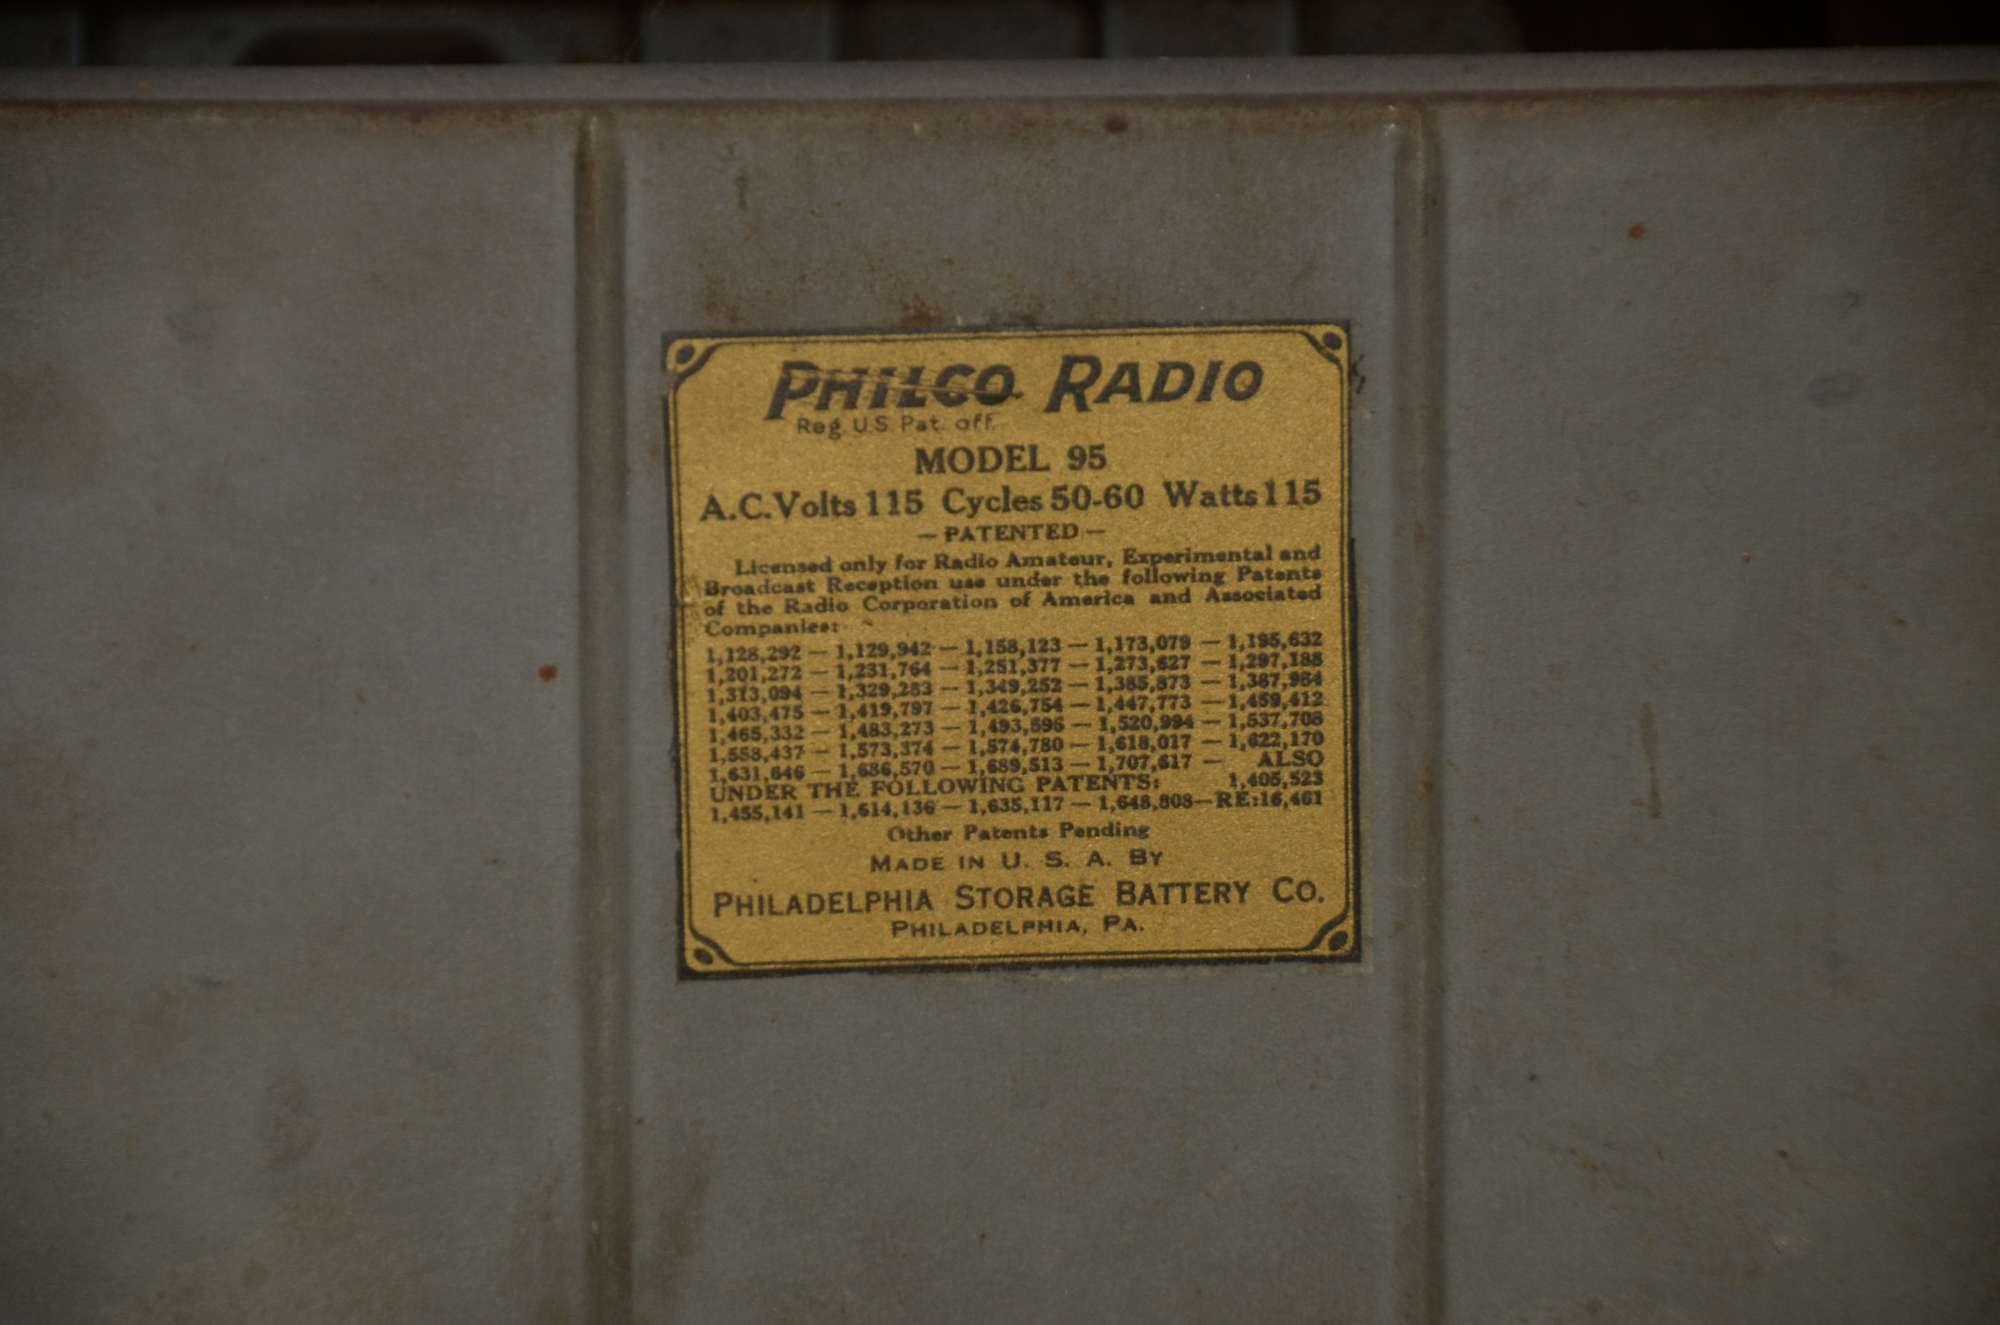 PHILCO RADIO
Reg. U.S. Pat. off.
MODEL 95
A.C. Volts 115 Cycles 50-60 Watts 115
— PATENTED —
Licensed only for Radio Amateur, Experimental and
Broadcast Reception use under the following Patents
of the Radio Corporation of America and Associated
Companies:
1,128,292 — 1,129,942 — 1,158,123 — 1,173,079 — 1,195,632
1,201,272 — 1,231,764 — 1,251,377 — 1,273,627 — 1,297,188
1,313,094 — 1,329,283 — 1,349,252 — 1,385,873 — 1,387,984
1,403,475 — 1,419,797 — 1,426,754 — 1,447,773 — 1,459,412
1,465,332 — 1,483,273 — 1,493,595 — 1,520,994 — 1,537,708
1,558,437 — 1,573,374 — 1,574,780 — 1,618,017 — 1,622,170
1,631,646 — 1,686,570 — 1,689,513 — 1,707,617 — ALSO
UNDER THE FOLLOWING PATENTS: 1,405,523
1,455,141 — 1,614,136 — 1,635,117 — 1,648,808—RE:16,461
Other Patents Pending
MADE IN U. S. A. BY
PHILADELPHIA STORAGE BATTERY CO.
PHILADELPHIA, PA.